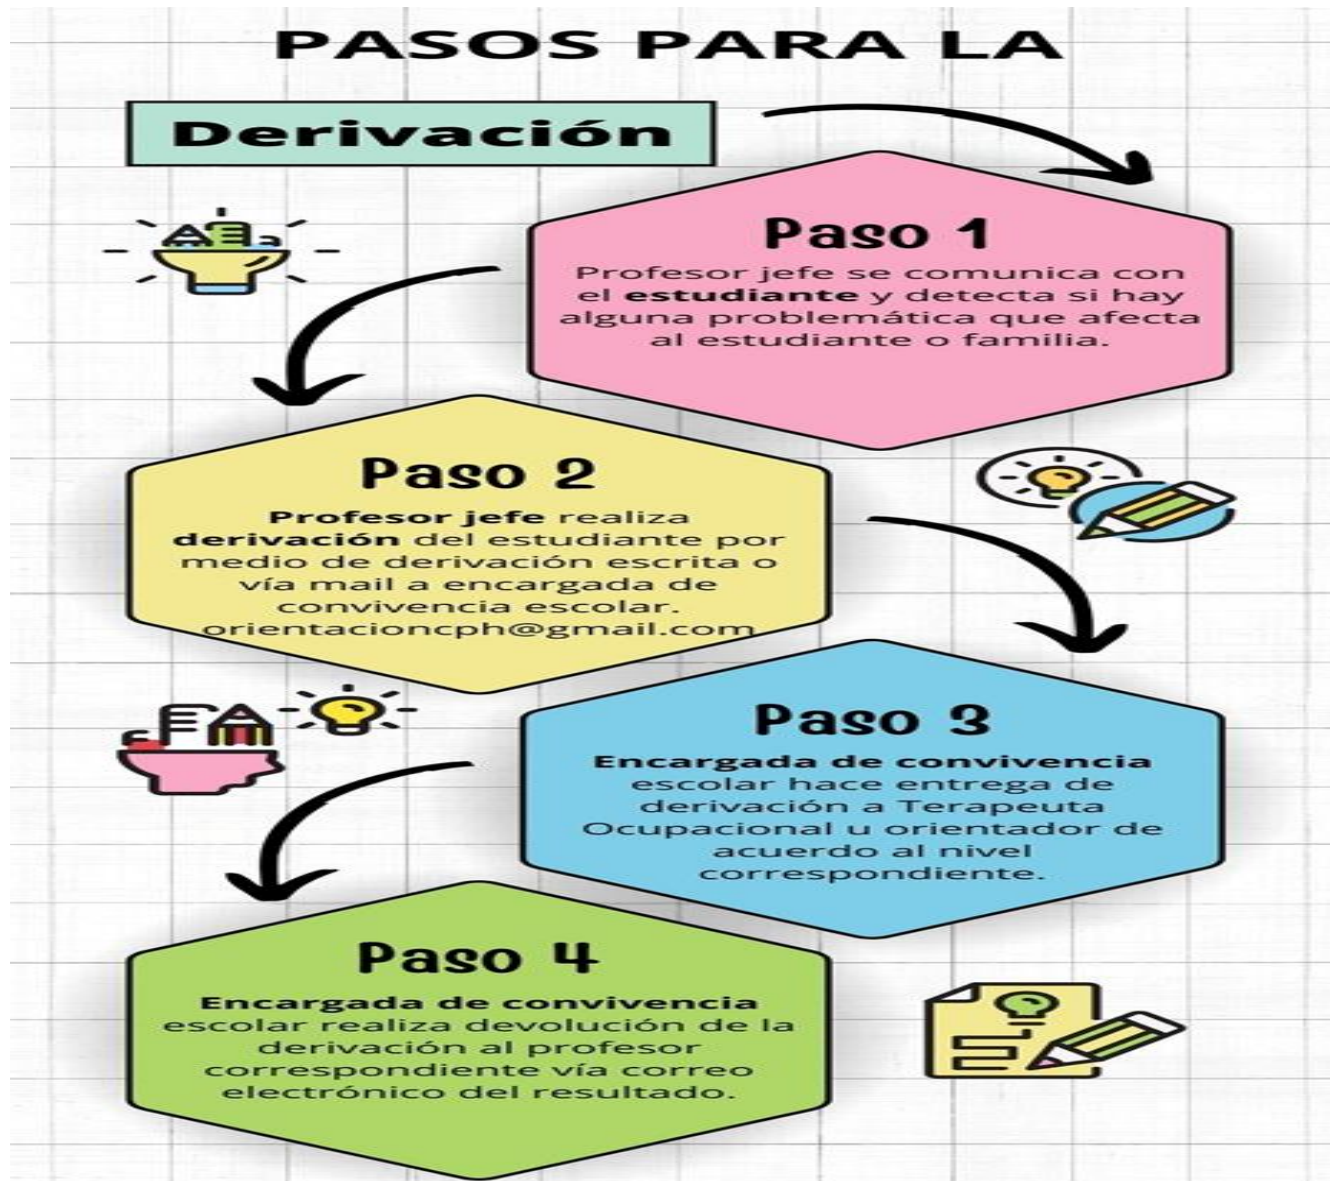 PASOS PARA LA
Derivación
Paso 1
Profesor jefe se comunica con
el estudiante y detecta si hay
alguna problemática que afecta
al estudiante o familia.
Paso 2
Profesor jefe realiza
derivación del estudiante por
medio de derivación escrita o
vía mail a encargada de
convivencia escolar.
orientacioncph@gmail.com
Paso 3
Encargada de convivencia
escolar hace entrega de
derivación a Terapeuta
Ocupacional u orientador de
acuerdo al nivel
correspondiente.
Paso 4
Encargada de convivencia
escolar realiza devolución de la
derivación al profesor
correspondiente vía correo
electrónico del resultado.